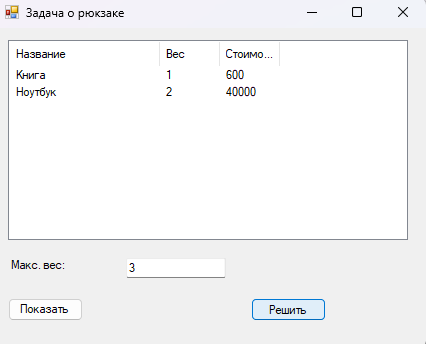 Задача о рюкзаке
Название Вес Стоимо...
Книга 1 600
Ноутбук 2 40000
Макс. вес: 3
Показать Решить